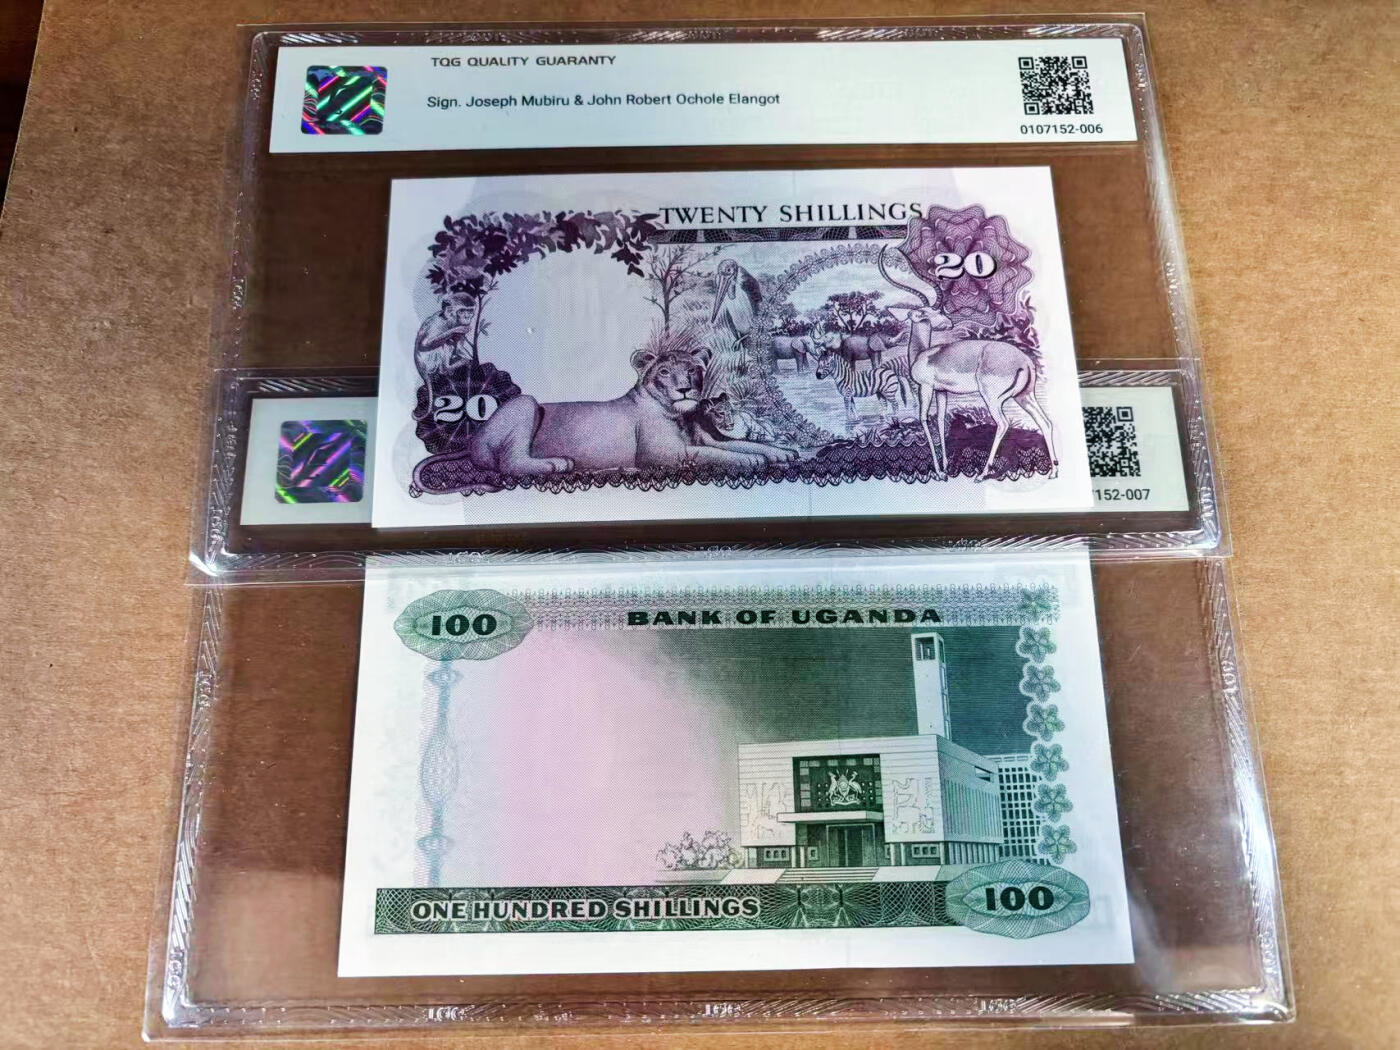 TQG QUALITY GUARANTY
Sign. Joseph Mubiru & John Robert Ochole Elangot
0107152-006
TWENTY SHILLINGS
20
20
152-007
100
BANK OF UGANDA
ONE HUNDRED SHILLINGS
100